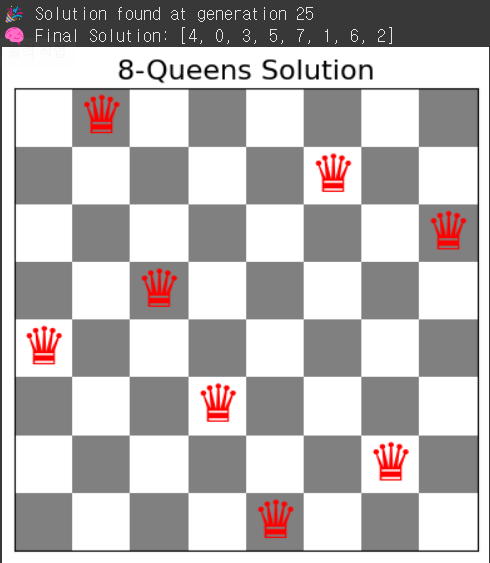 🎉 Solution found at generation 25
🧠 Final Solution: [4, 0, 3, 5, 7, 1, 6, 2]
8-Queens Solution